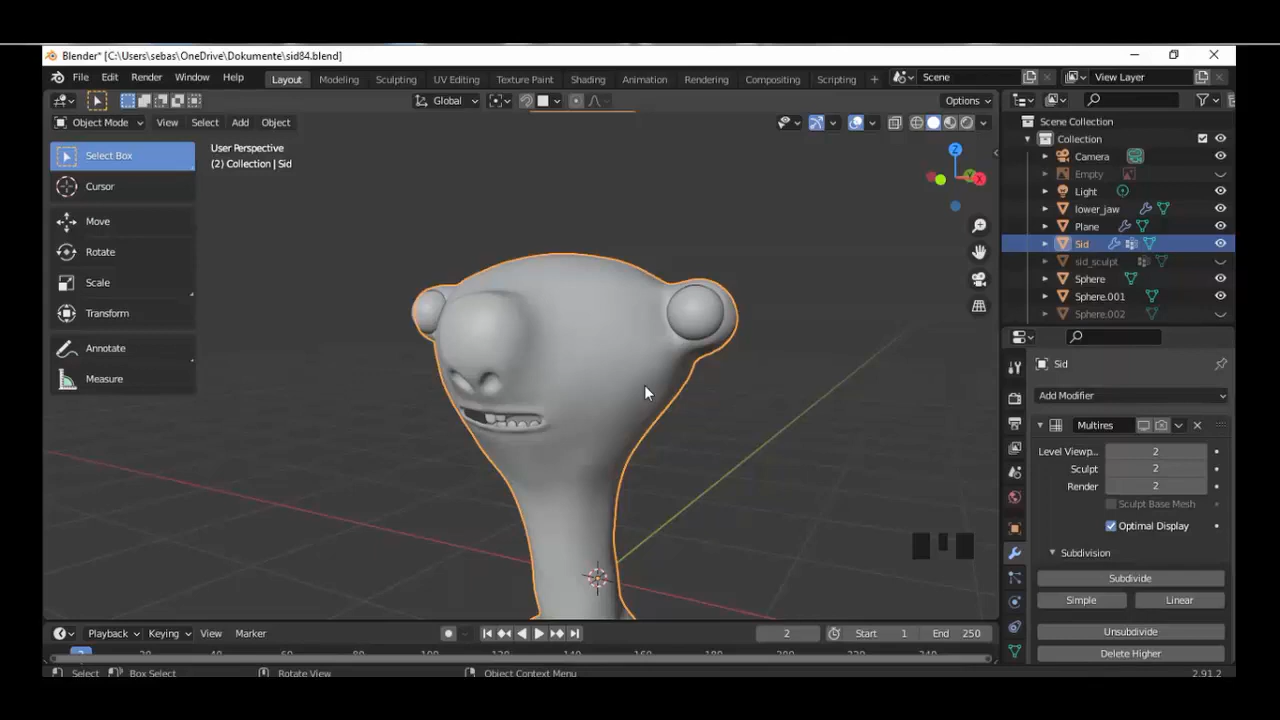 Blender* [C:\Users\sebas\OneDrive\Dokumente\sid84.blend]
File Edit Render Window Help Layout Modeling Sculpting UV Editing Texture Paint Shading Animation Rendering Compositing Scripting + Scene View Layer
Global Options
Object Mode View Select Add Object
Scene Collection
Collection
Select Box
User Perspective
(2) Collection | Sid
Camera
Empty
Cursor
Light
lower_jaw
Move
Plane
Sid
Rotate
sid_sculpt
Scale
Sphere
Sphere.001
Transform
Sphere.002
Annotate
Measure
Sid
Add Modifier
Multires
Level Viewp... 2
Sculpt 2
Render 2
Sculpt Base Mesh
Optimal Display
Subdivision
Subdivide
Simple Linear
Unsubdivide
Delete Higher
Playback Keying View Marker 2 Start 1 End 250
Select Box Select Rotate View Object Context Menu 2.91.2
Z
Y
X